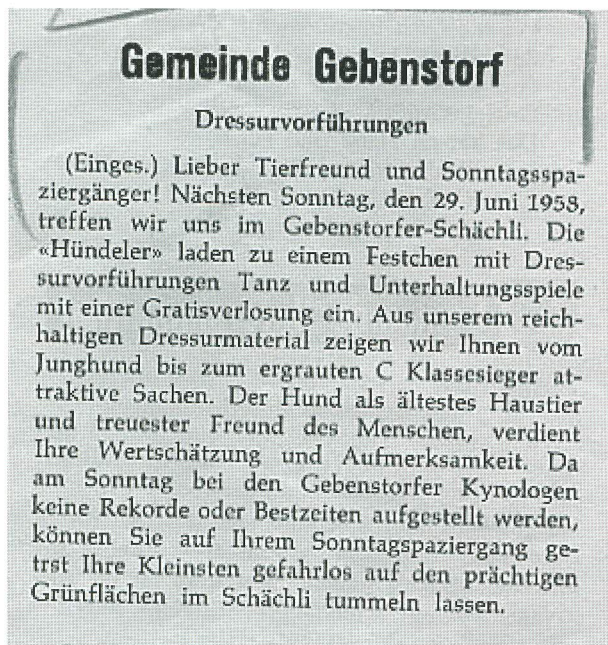 Gemeinde Gebenstorf
Dressurvorführungen
(Einges.) Lieber Tierfreund und Sonntagsspa-
ziergänger! Nächsten Sonntag, den 29. Juni 1958,
treffen wir uns im Gebenstorfer-Schächli. Die
«Hündeler» laden zu einem Festchen mit Dres-
survorführungen Tanz und Unterhaltungsspiele
mit einer Gratisverlosung ein. Aus unserem reich-
haltigen Dressurmaterial zeigen wir Ihnen vom
Junghund bis zum ergrauten C Klassesieger at-
traktive Sachen. Der Hund als ältestes Haustier
und treuester Freund des Menschen, verdient
Ihre Wertschätzung und Aufmerksamkeit. Da
am Sonntag bei den Gebenstorfer Kynologen
keine Rekorde oder Bestzeiten aufgestellt werden,
können Sie auf Ihrem Sonntagspaziergang ge-
trst Ihre Kleinsten gefahrlos auf den prächtigen
Grünflächen im Schächli tummeln lassen.